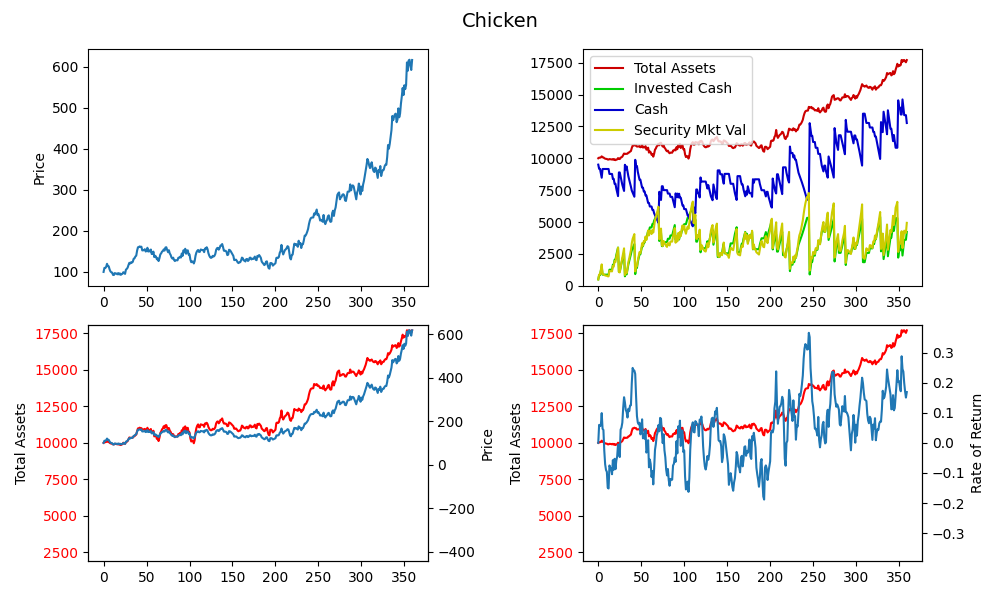 Chicken
Price
600
500
400
300
200
100
0 50 100 150 200 250 300 350
17500
15000
12500
10000
7500
5000
2500
0
Total Assets
Invested Cash
Cash
Security Mkt Val
0 50 100 150 200 250 300 350
Total Assets
17500
15000
12500
10000
7500
5000
2500
600
400
200
0
−200
−400
Price
0 50 100 150 200 250 300 350
Total Assets
17500
15000
12500
10000
7500
5000
2500
0.3
0.2
0.1
0.0
−0.1
−0.2
−0.3
Rate of Return
0 50 100 150 200 250 300 350